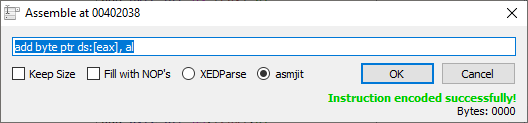 Assemble at 00402038
add byte ptr ds:[eax], al
Keep Size Fill with NOP's XEDParse asmjit OK Cancel
Instruction encoded successfully!
Bytes: 0000